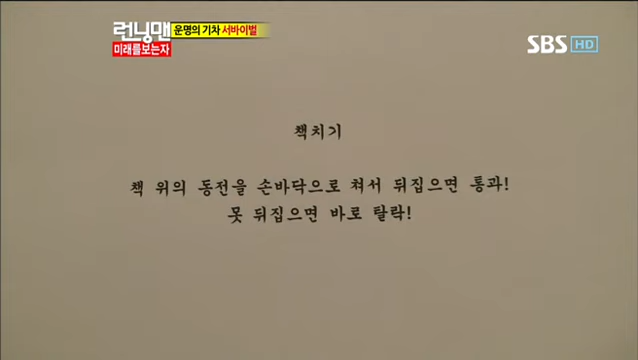 런닝맨 운명의 기차 서바이벌
미래를보는자
SBS HD
책치기
책 위의 동전을 손바닥으로 쳐서 뒤집으면 통과!
못 뒤집으면 바로 탈락!